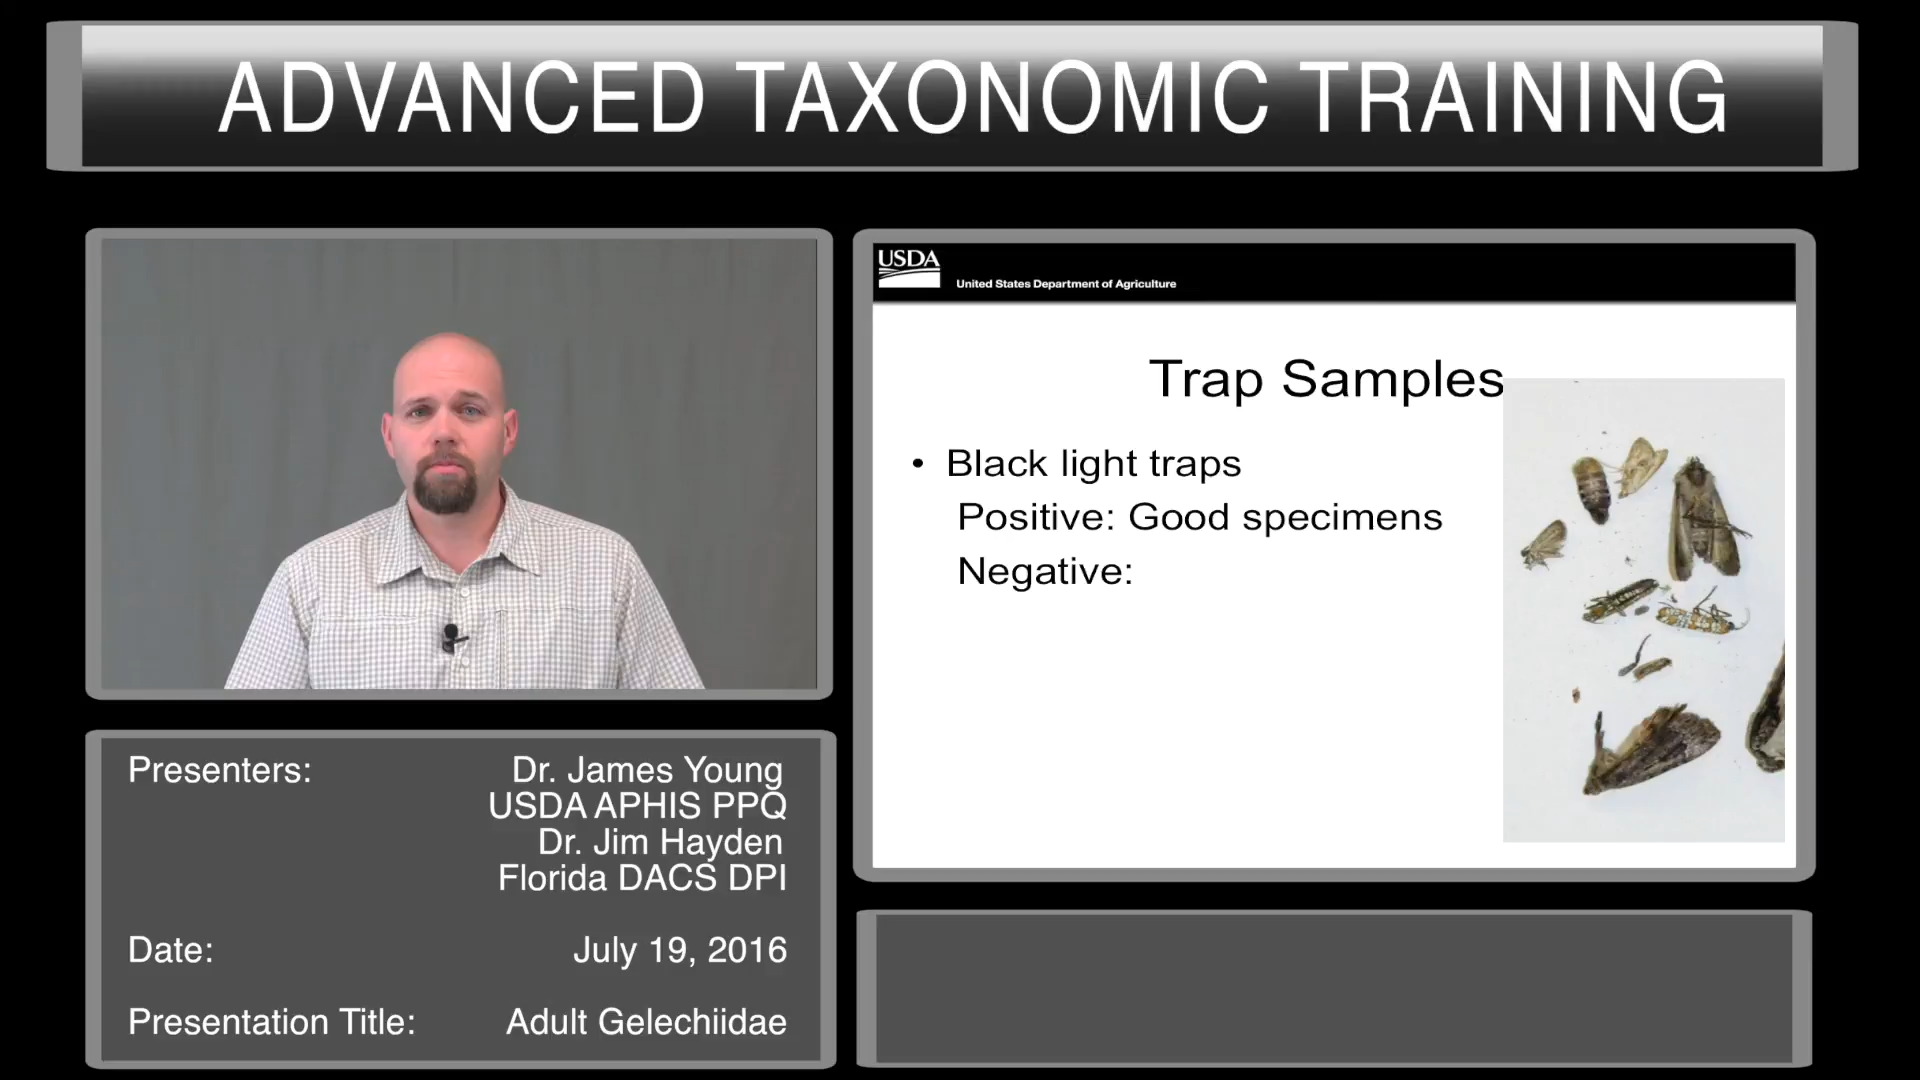 ADVANCED TAXONOMIC TRAINING
USDA
United States Department of Agriculture
Trap Samples
• Black light traps
Positive: Good specimens
Negative:
Presenters: Dr. James Young
USDA APHIS PPQ
Dr. Jim Hayden
Florida DACS DPI
Date: July 19, 2016
Presentation Title: Adult Gelechiidae